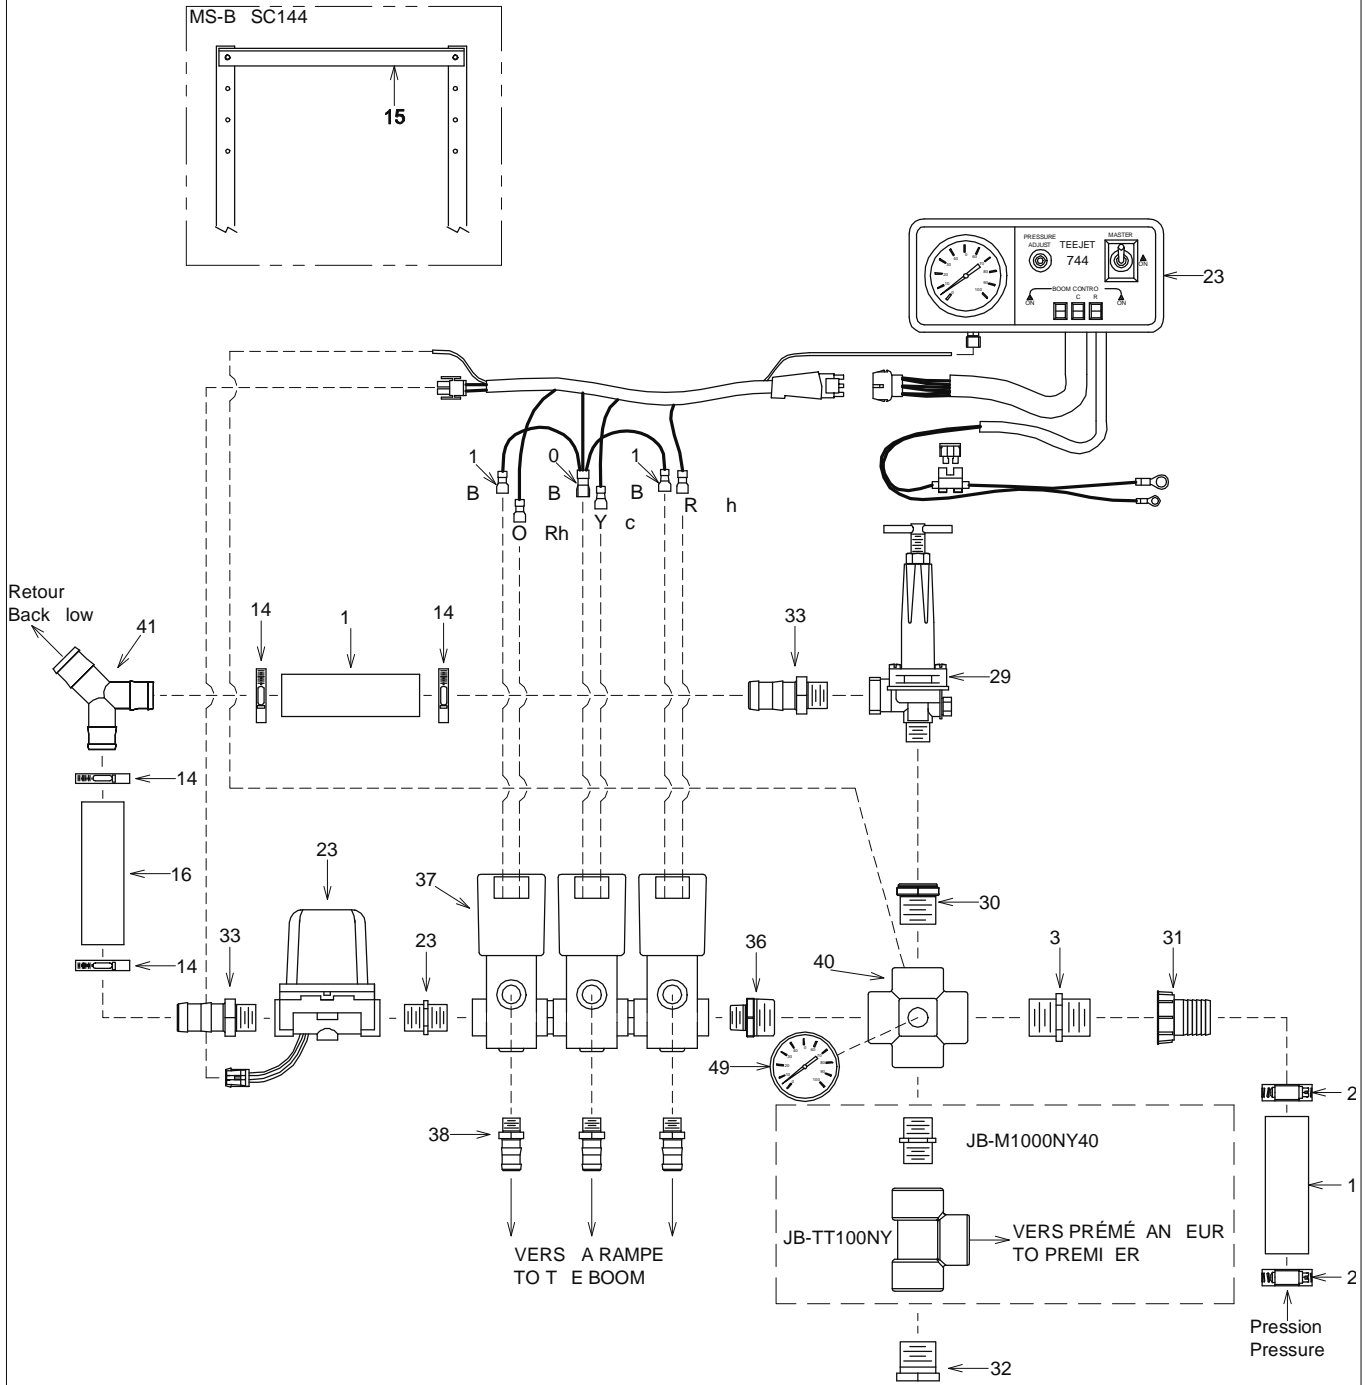 MS-B SC144
15
PRESSURE
ADJUST
TEEJET
744
MASTER
ON
BOOM CONTRO
C R
ON
ON
23
1
0
1
B
B
B
R h
O Rh Y c
Retour
Back low
41
14
1
14
33
29
14
16
14
23
37
33
23
36
30
40
3
31
49
38
2
1
2
JB-M1000NY40
JB-TT100NY
VERS PRÉMÉ AN EUR
TO PREMI ER
VERS A RAMPE
TO T E BOOM
Pression
Pressure
32